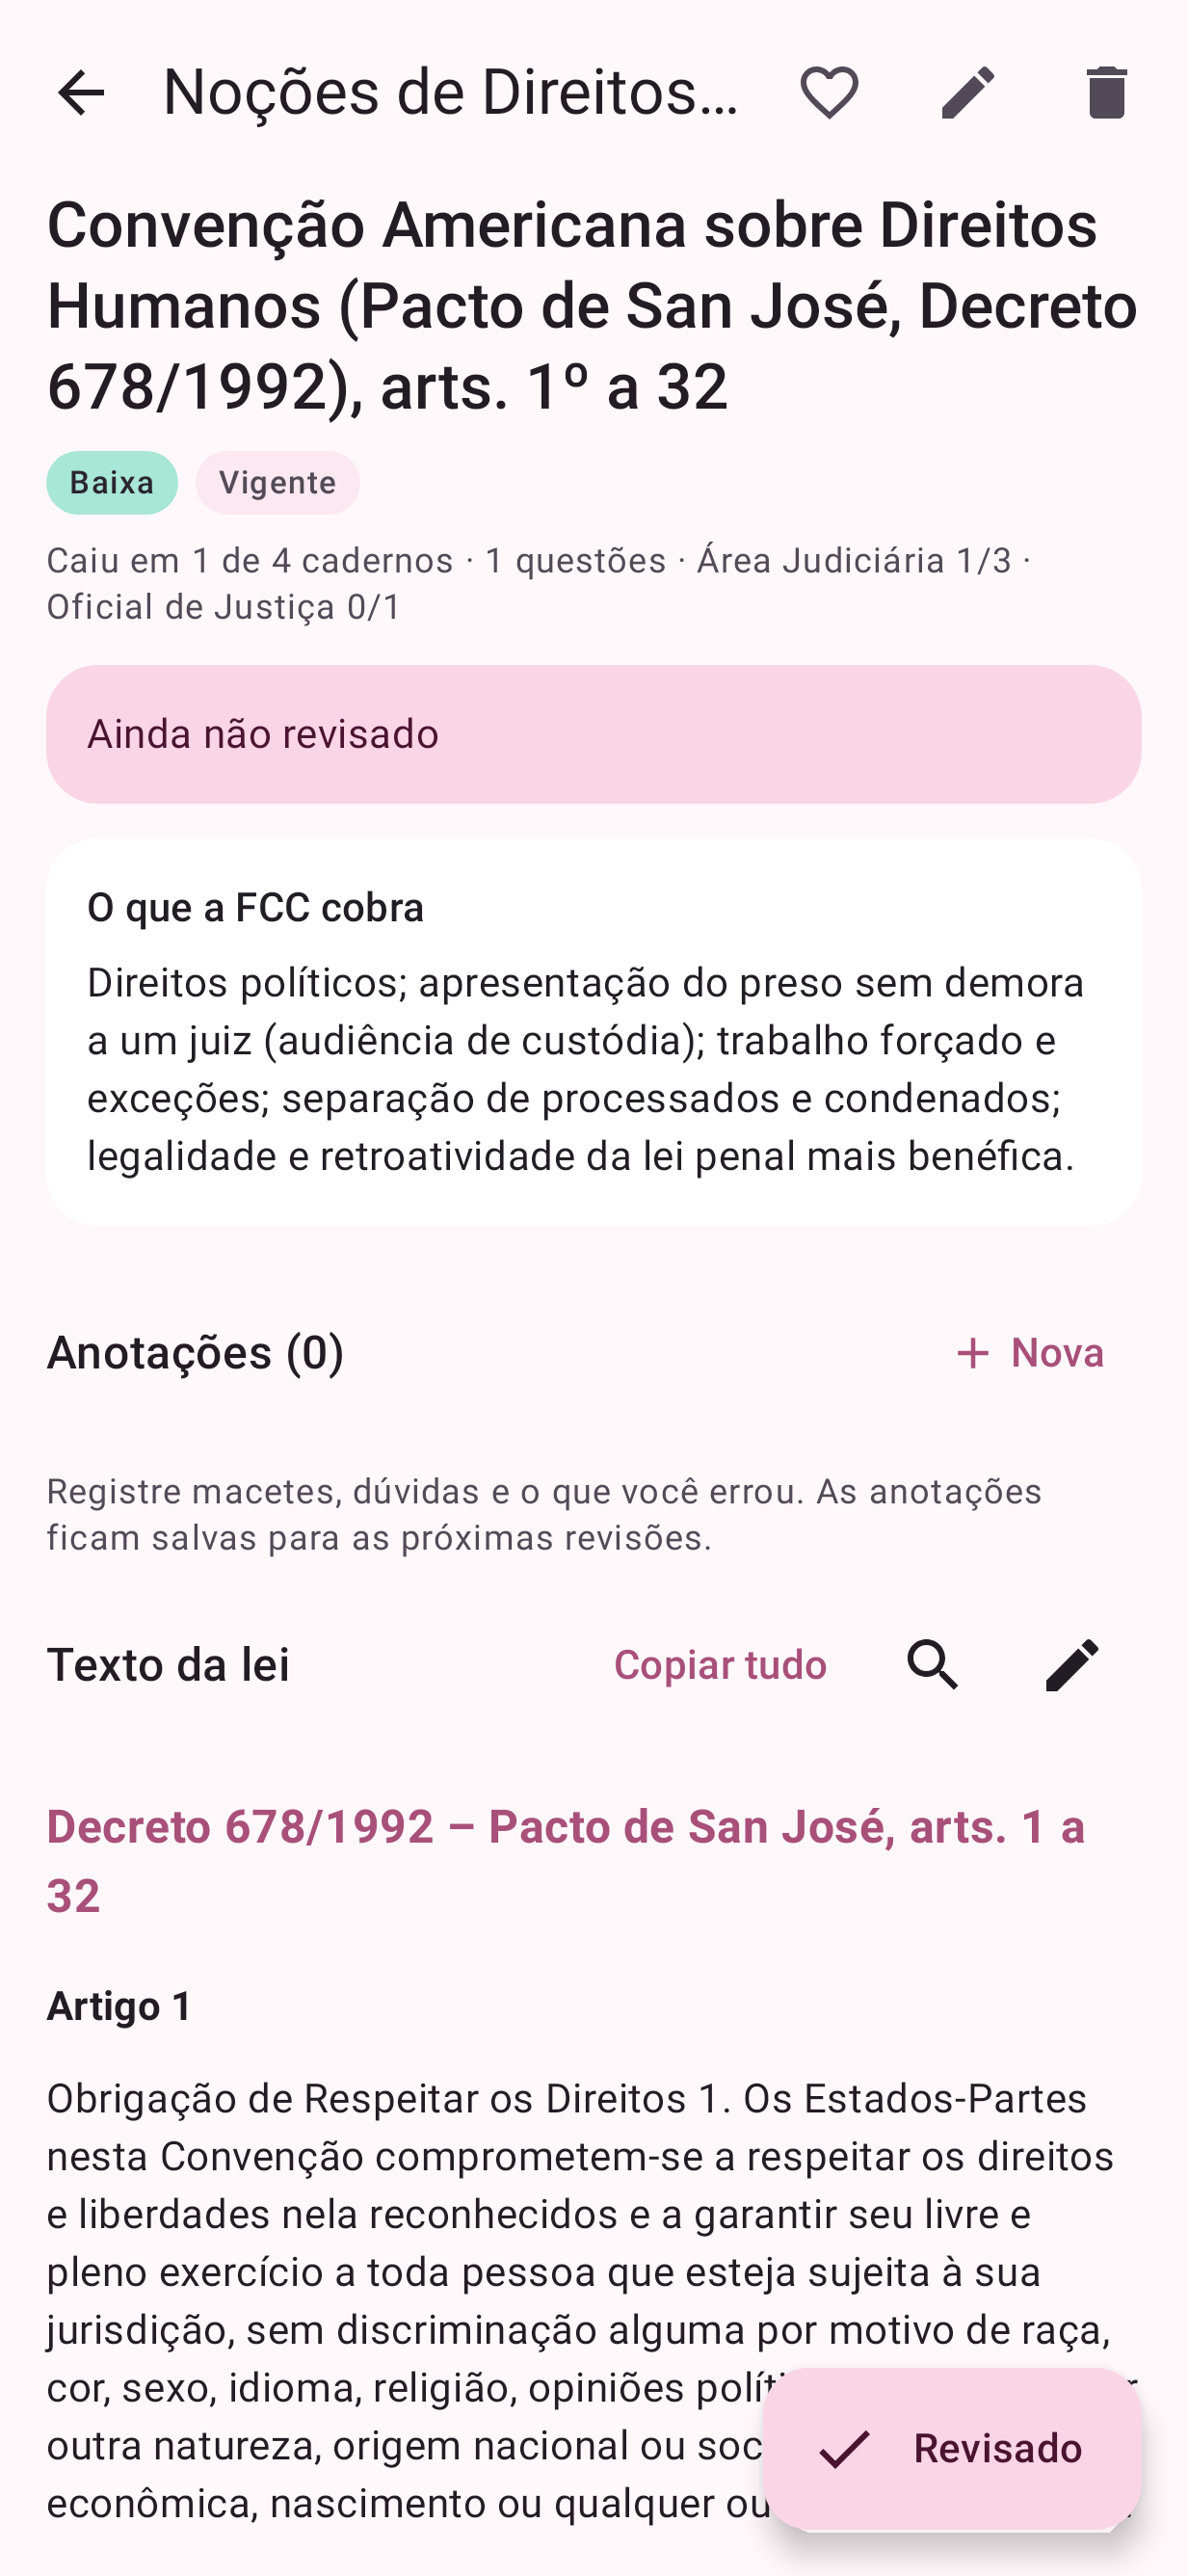 Noções de Direitos...
Convenção Americana sobre Direitos
Humanos (Pacto de San José, Decreto
678/1992), arts. 1º a 32
Baixa
Vigente
Caiu em 1 de 4 cadernos · 1 questões · Área Judiciária 1/3 ·
Oficial de Justiça 0/1
Ainda não revisado
O que a FCC cobra
Direitos políticos; apresentação do preso sem demora
a um juiz (audiência de custódia); trabalho forçado e
exceções; separação de processados e condenados;
legalidade e retroatividade da lei penal mais benéfica.
Anotações (0)
+ Nova
Registre macetes, dúvidas e o que você errou. As anotações
ficam salvas para as próximas revisões.
Texto da lei
Copiar tudo
Decreto 678/1992 – Pacto de San José, arts. 1 a
32
Artigo 1
Obrigação de Respeitar os Direitos 1. Os Estados-Partes
nesta Convenção comprometem-se a respeitar os direitos
e liberdades nela reconhecidos e a garantir seu livre e
pleno exercício a toda pessoa que esteja sujeita à sua
jurisdição, sem discriminação alguma por motivo de raça,
cor, sexo, idioma, religião, opiniões
outra natureza, origem nacional ou
econômica, nascimento ou qualquer
Revisado